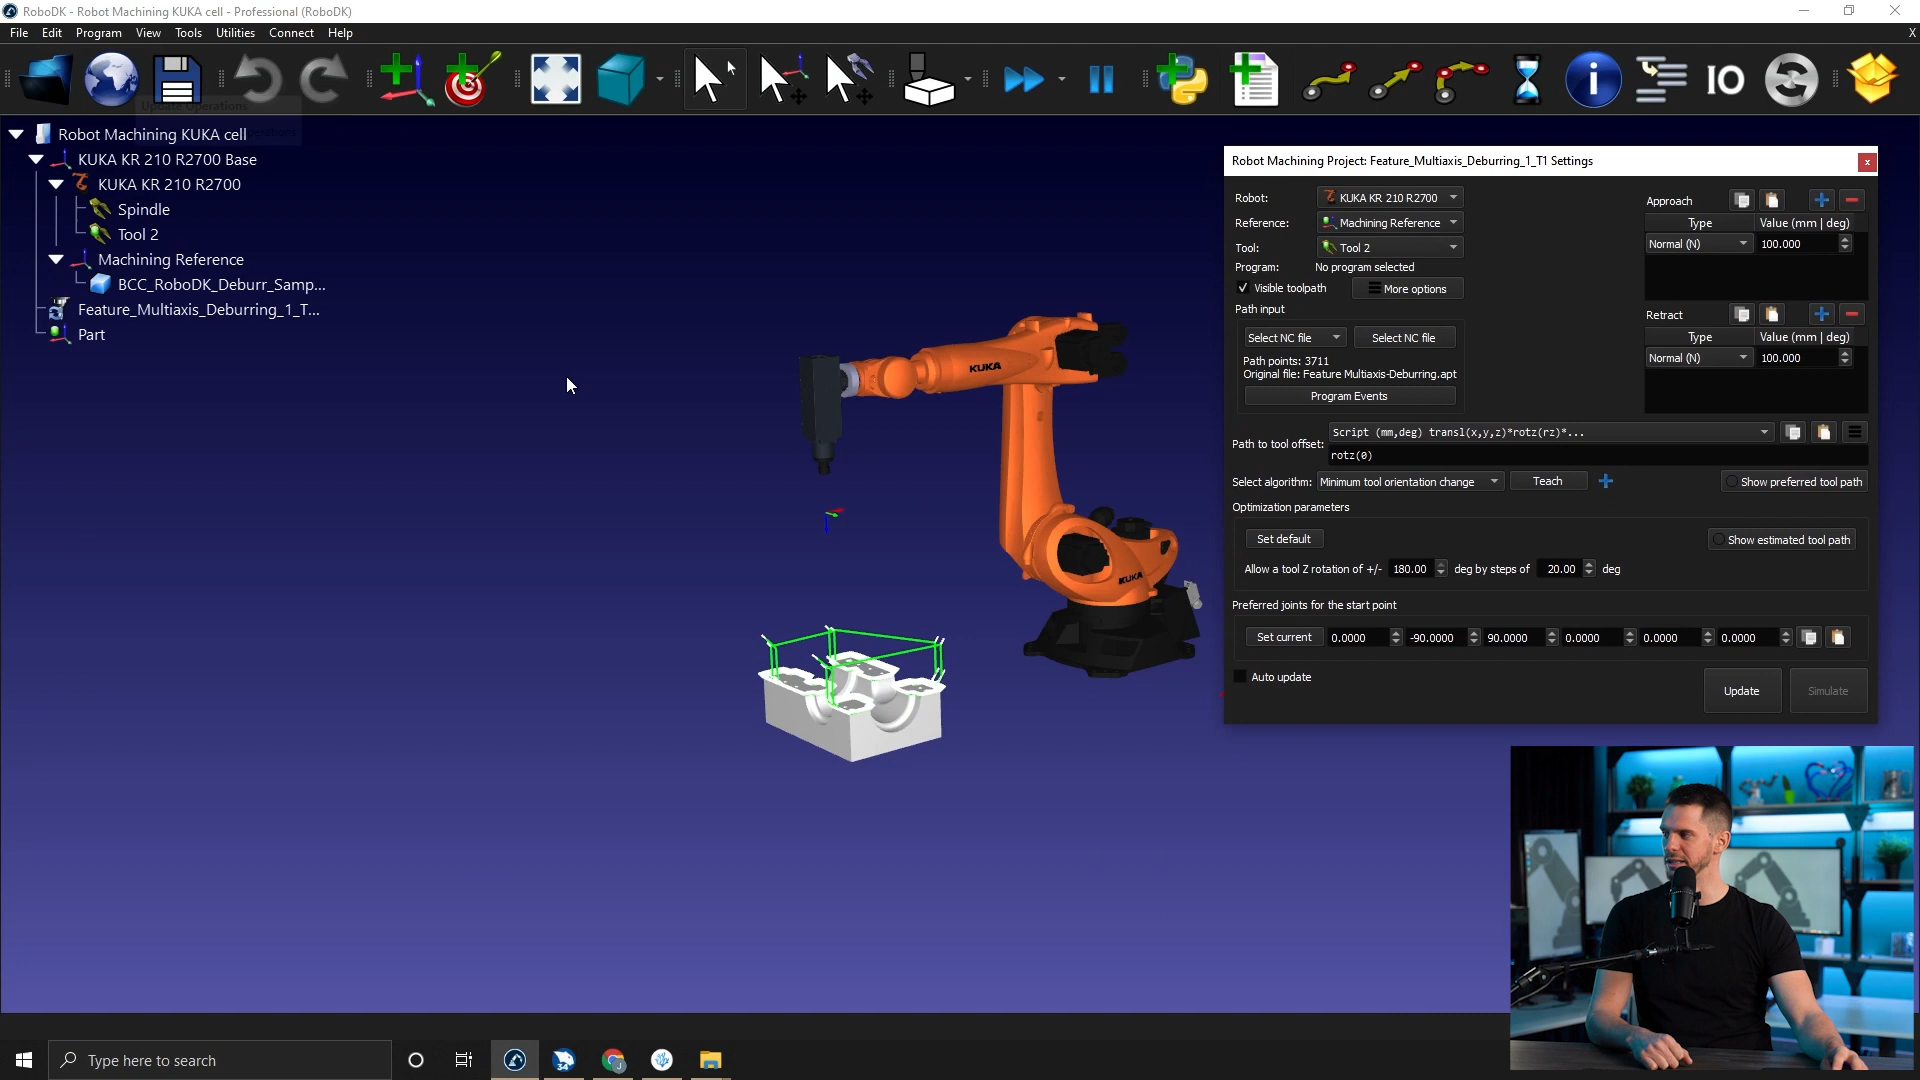 RoboDK - Robot Machining KUKA cell - Professional (RoboDK)
File Edit Program View Tools Utilities Connect Help X
IO
Update Operations
Robot Machining KUKA cell
KUKA KR 210 R2700 Base
KUKA KR 210 R2700
Spindle
Tool 2
Machining Reference
BCC_RoboDK_Deburr_Samp...
Feature_Multiaxis_Deburring_1_T...
Part
KUKA
KUKA
Robot Machining Project: Feature_Multiaxis_Deburring_1_T1 Settings
Robot: KUKA KR 210 R2700
Reference: Machining Reference
Tool: Tool 2
Program: No program selected
Visible toolpath More options
Path input
Select NC file Select NC file
Path points: 3711
Original file: Feature Multiaxis-Deburring.apt
Program Events
Approach
Type Value (mm | deg)
Normal (N) 100.000
Retract
Type Value (mm | deg)
Normal (N) 100.000
Path to tool offset: Script (mm,deg) transl(x,y,z)*rotz(rz)*...
rotz(0)
Select algorithm: Minimum tool orientation change Teach Show preferred tool path
Optimization parameters
Set default Show estimated tool path
Allow a tool Z rotation of +/- 180.00 deg by steps of 20.00 deg
Preferred joints for the start point
Set current 0.0000 -90.0000 90.0000 0.0000 0.0000 0.0000
Auto update
Update Simulate
Type here to search
34